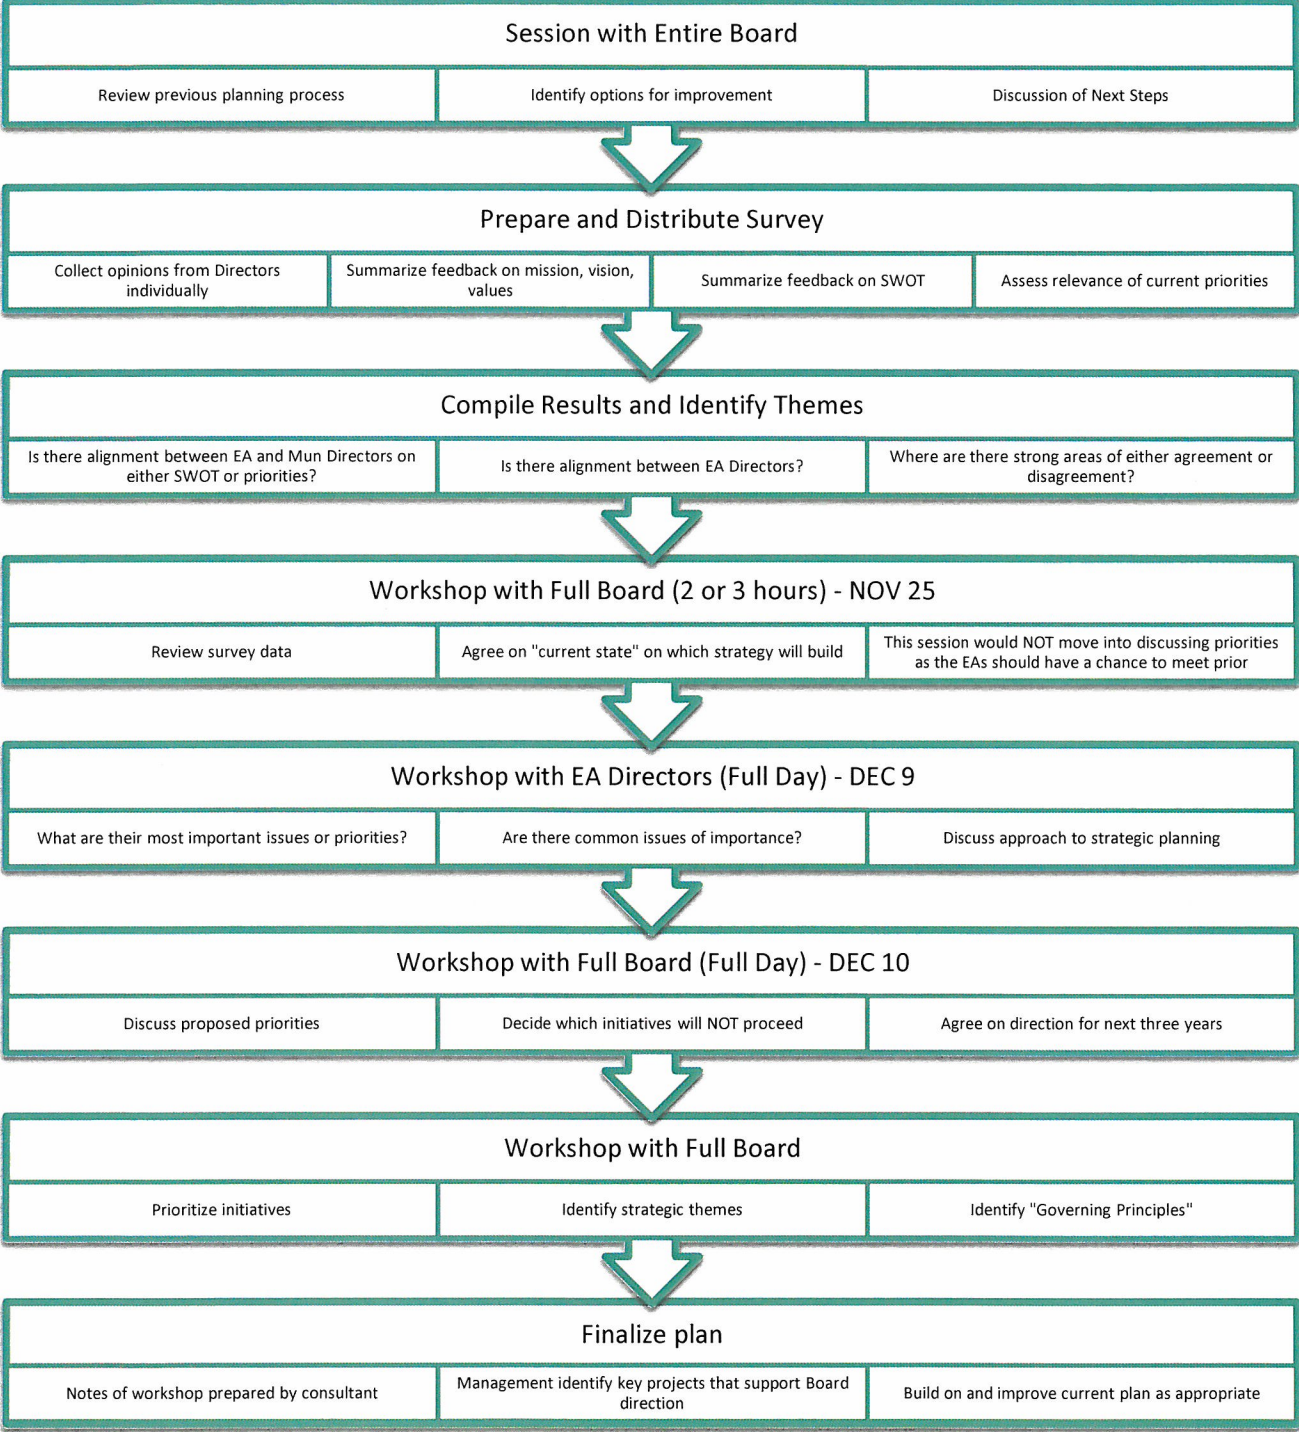 Session with Entire Board
Review previous planning process
Identify options for improvement
Discussion of Next Steps
Prepare and Distribute Survey
Collect opinions from Directors
individually
Summarize feedback on mission, vision,
values
Summarize feedback on SWOT
Assess relevance of current priorities
Compile Results and Identify Themes
Is there alignment between EA and Mun Directors on
either SWOT or priorities?
Is there alignment between EA Directors?
Where are there strong areas of either agreement or
disagreement?
Workshop with Full Board (2 or 3 hours) - NOV 25
Review survey data
Agree on "current state" on which strategy will build
This session would NOT move into discussing priorities
as the EAs should have a chance to meet prior
Workshop with EA Directors (Full Day) - DEC 9
What are their most important issues or priorities?
Are there common issues of importance?
Discuss approach to strategic planning
Workshop with Full Board (Full Day) - DEC 10
Discuss proposed priorities
Decide which initiatives will NOT proceed
Agree on direction for next three years
Workshop with Full Board
Prioritize initiatives
Identify strategic themes
Identify "Governing Principles"
Finalize plan
Notes of workshop prepared by consultant
Management identify key projects that support Board
direction
Build on and improve current plan as appropriate